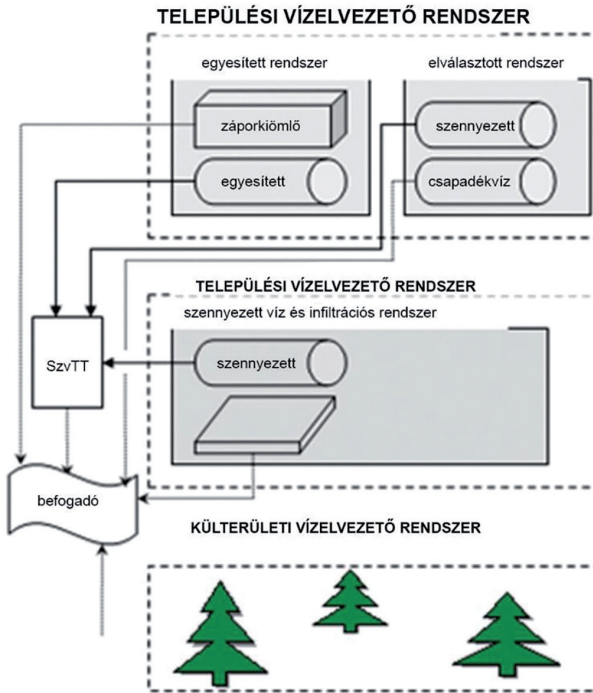 TELEPÜLÉSI VÍZELVEZETŐ RENDSZER
egyesített rendszer
elválasztott rendszer
záporkiömlő
szennyezett
egyesített
csapadékvíz
TELEPÜLÉSI VÍZELVEZETŐ RENDSZER
szennyezett víz és infiltrációs rendszer
SzvTT
szennyezett
befogadó
KÜLTERÜLETI VÍZELVEZETŐ RENDSZER